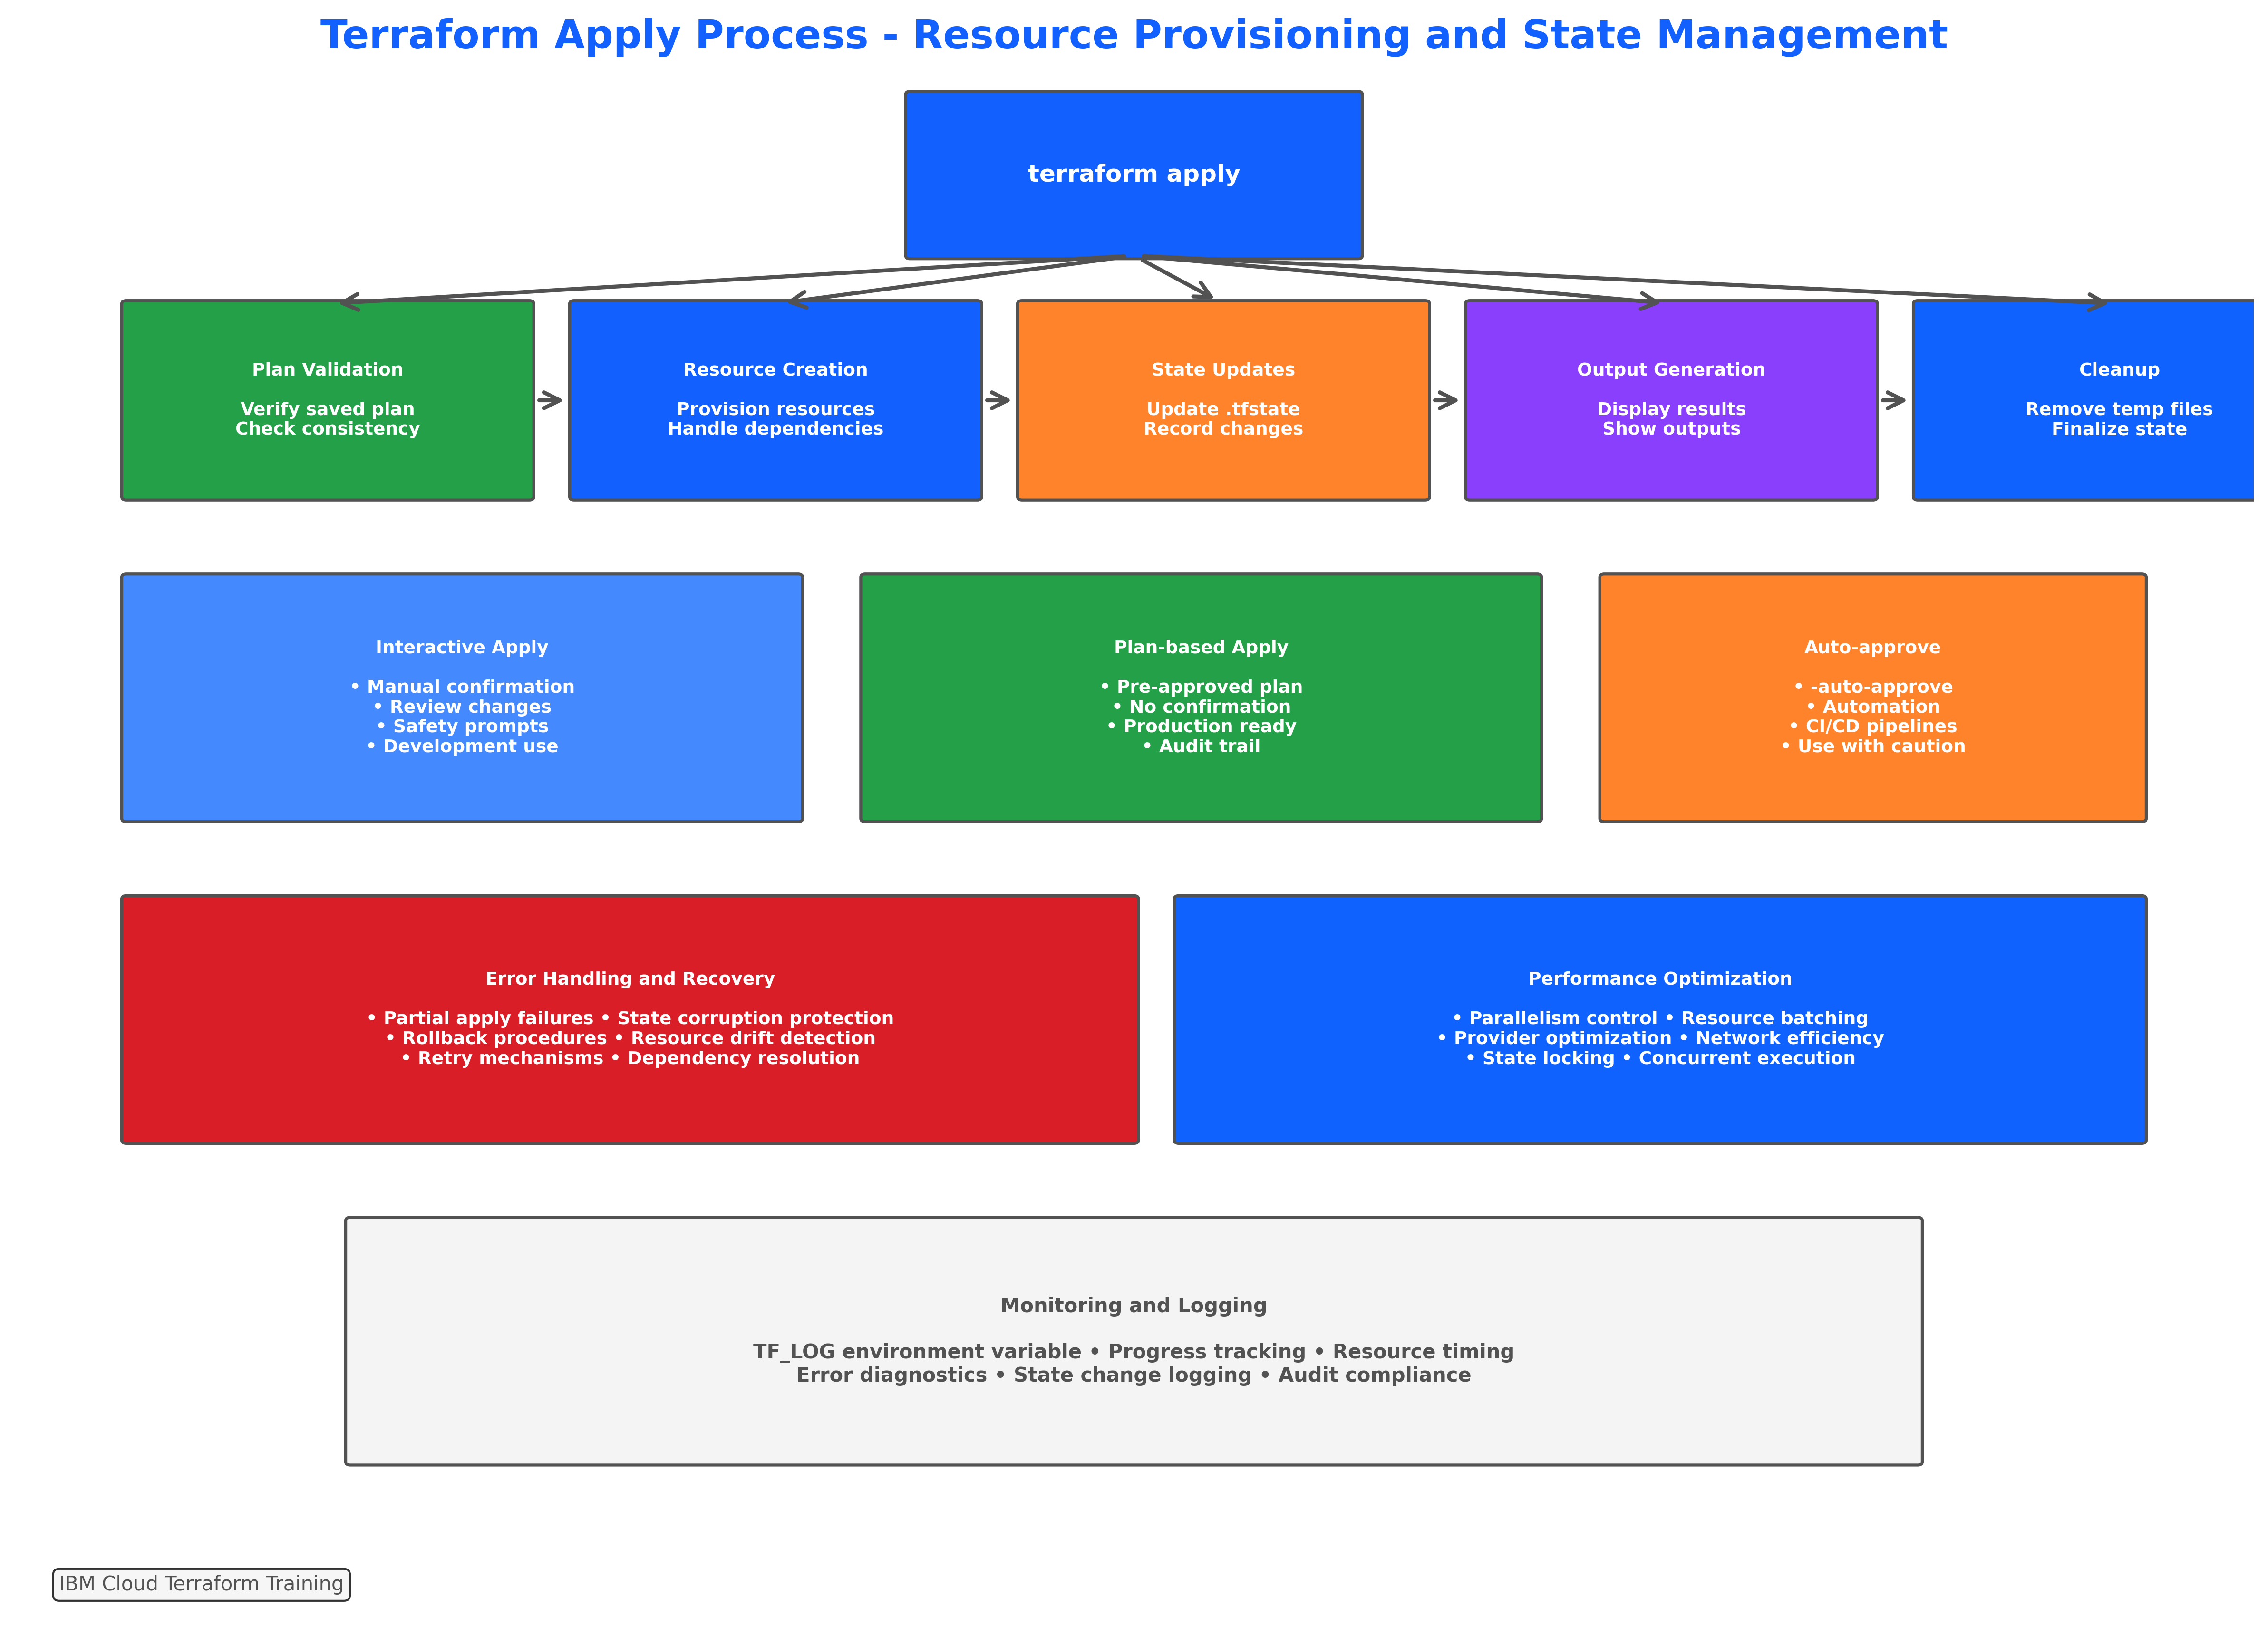 Terraform Apply Process - Resource Provisioning and State Management
terraform apply
Plan Validation
Verify saved plan
Check consistency
Resource Creation
Provision resources
Handle dependencies
State Updates
Update .tfstate
Record changes
Output Generation
Display results
Show outputs
Cleanup
Remove temp files
Finalize state
Interactive Apply
• Manual confirmation
• Review changes
• Safety prompts
• Development use
Plan-based Apply
• Pre-approved plan
• No confirmation
• Production ready
• Audit trail
Auto-approve
• -auto-approve
• Automation
• CI/CD pipelines
• Use with caution
Error Handling and Recovery
• Partial apply failures • State corruption protection
• Rollback procedures • Resource drift detection
• Retry mechanisms • Dependency resolution
Performance Optimization
• Parallelism control • Resource batching
• Provider optimization • Network efficiency
• State locking • Concurrent execution
Monitoring and Logging
TF_LOG environment variable • Progress tracking • Resource timing
Error diagnostics • State change logging • Audit compliance
IBM Cloud Terraform Training